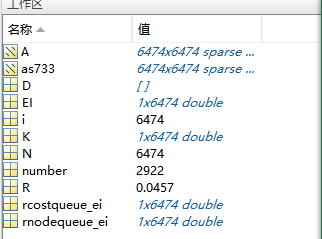 工作区
名称 值
A 6474x6474 sparse ...
as733 6474x6474 sparse ...
D [ ]
EI 1x6474 double
i 6474
K 1x6474 double
N 6474
number 2922
R 0.0457
rcostqueue_ei 1x6474 double
rnodequeue_ei 1x6474 double